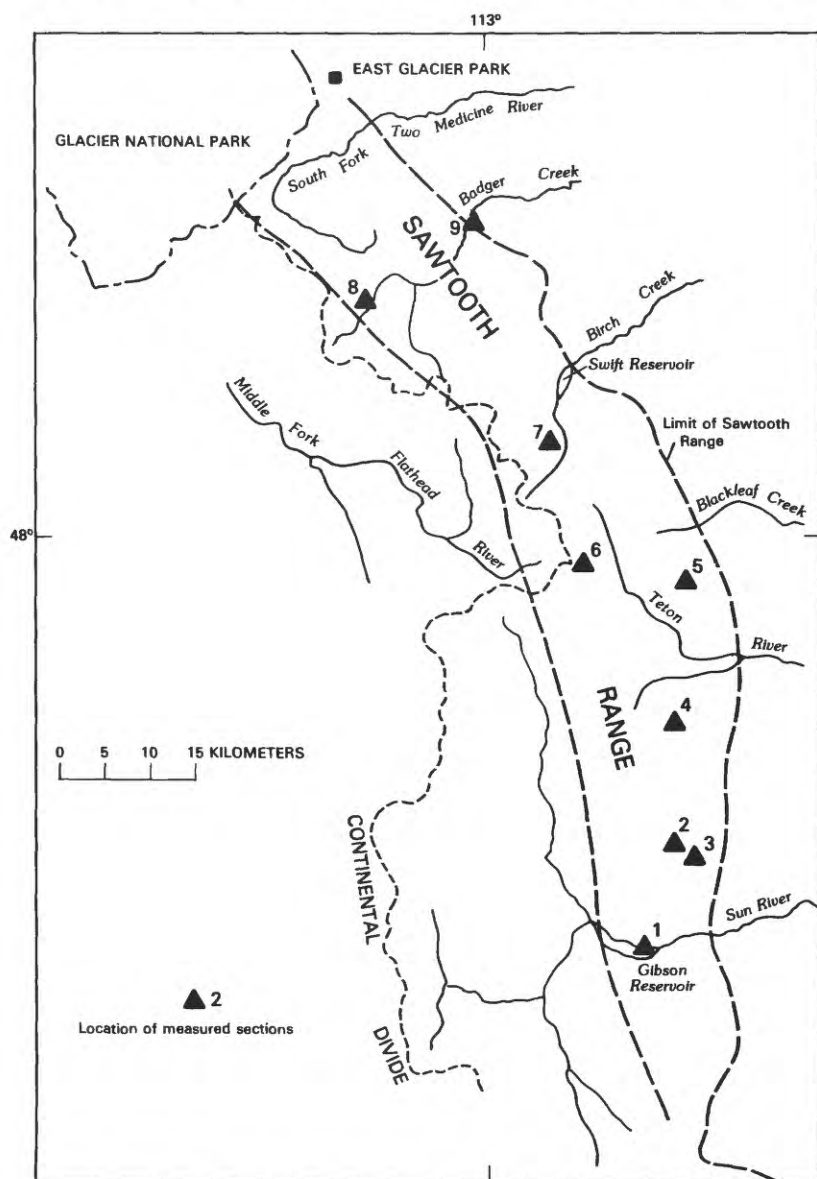 113°
EAST GLACIER PARK
GLACIER NATIONAL PARK
Two Medicine River
South Fork
Badger Creek
9
SAWTOOTH
8
Birch Creek
Swift Reservoir
Middle Fork Flathead River
7
Limit of Sawtooth
Range
Blackleaf Creek
48°
6
5
Teton River
RANGE
4
0 5 10 15 KILOMETERS
2
3
CONTINENTAL DIVIDE
Sun River
1
Gibson
Reservoir
2
Location of measured sections